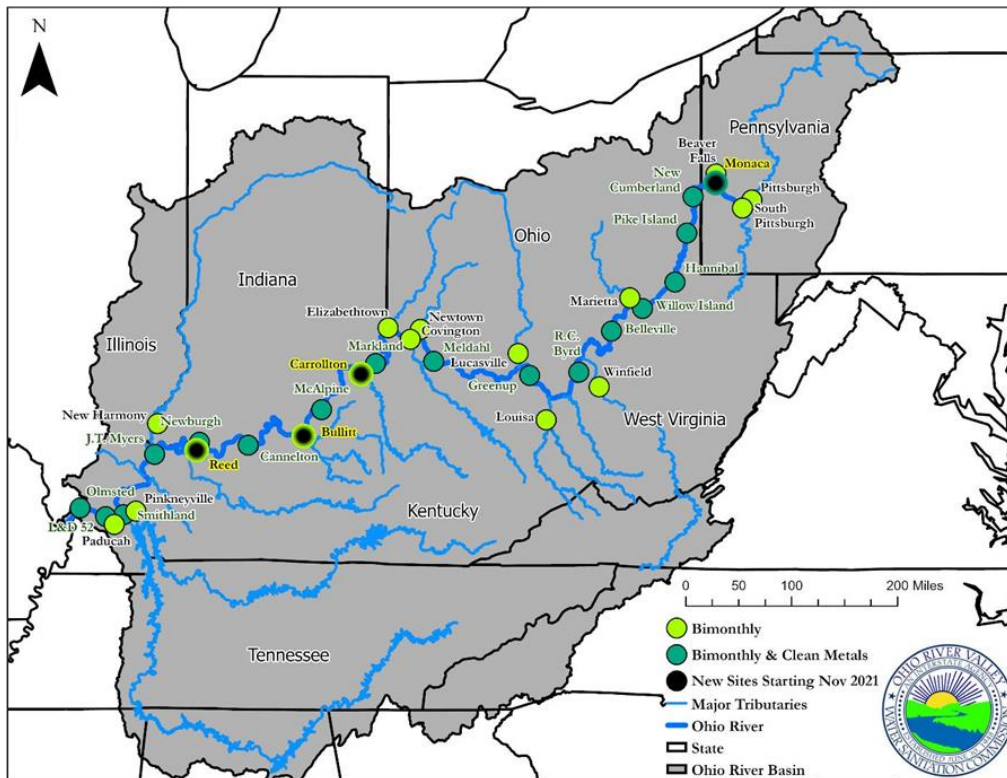 N
Pennsylvania
Beaver
Falls
Monaca
New
Cumberland
Pittsburgh
South
Pittsburgh
Pike Island
Ohio
Hannibal
Indiana
Marietta
Willow Island
Elizabethtown
Newtown
Covington
R.C.
Byrd
Belleville
Illinois
Markland
Meldahl
Lucasville
Carrollton
Greenup
Winfield
McAlpine
New Harmony
Newburgh
Louisa
West Virginia
J.T. Myers
Bullitt
Reed
Cannelton
Olmsted
Pinkneyville
Smithland
Kentucky
L&D 52
Paducah
0 50 100 200 Miles
Bimonthly
Bimonthly & Clean Metals
New Sites Starting Nov 2021
Major Tributaries
Ohio River
State
Ohio River Basin
Tennessee
OHIO RIVER VALLEY
WATER SANITATION COMMISSION
AN INTERSTATE AGENCY